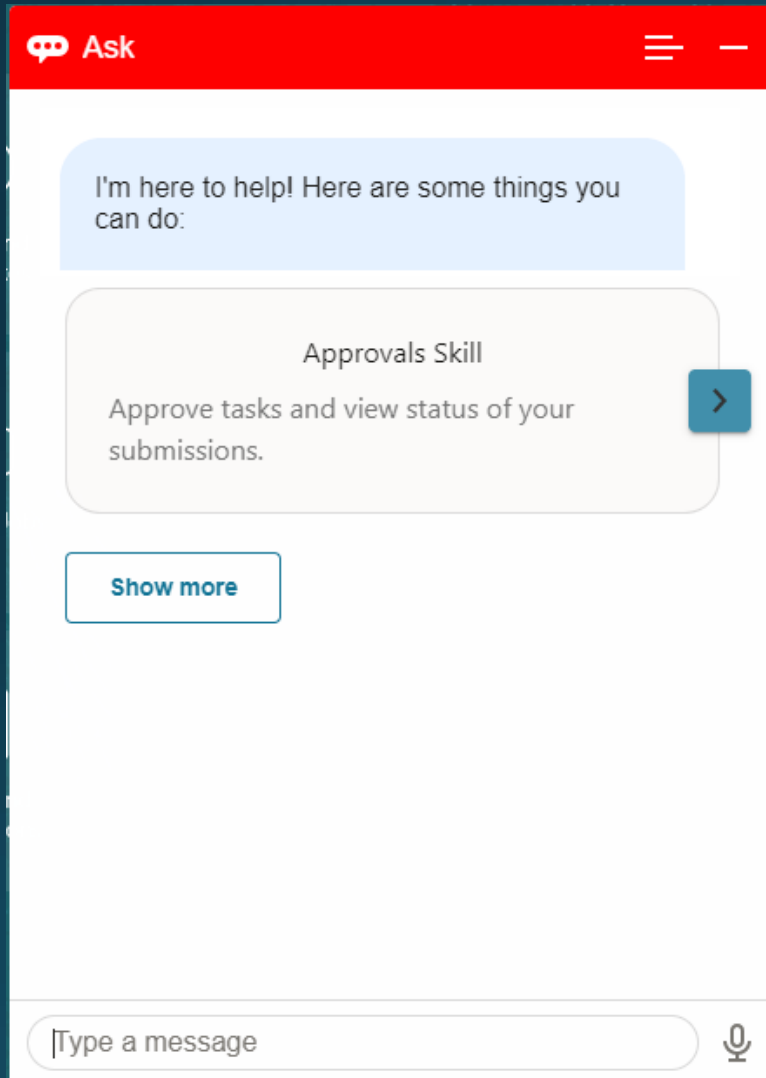 Ask
I'm here to help! Here are some things you
can do:
Approvals Skill
Approve tasks and view status of your
submissions.
Show more
Type a message